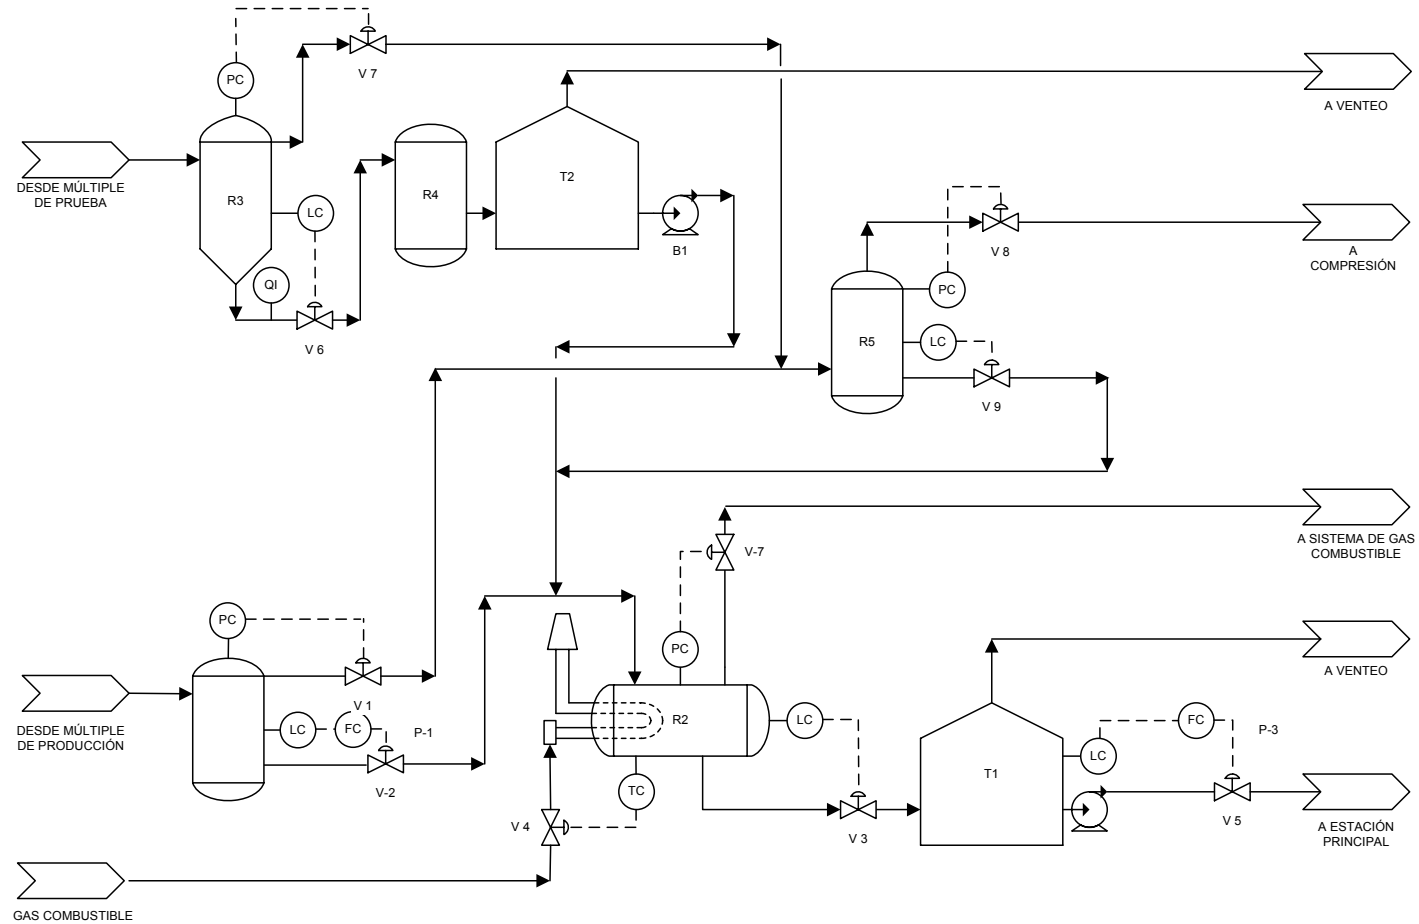 PC
V 7
A VENTEO
DESDE MÚLTIPLE
DE PRUEBA
R3
LC
R4
T2
B1
QI
V 6
V 8
A
COMPRESIÓN
PC
R5
LC
V 9
V-7
A SISTEMA DE GAS
COMBUSTIBLE
PC
PC
A VENTEO
DESDE MÚLTIPLE
DE PRODUCCIÓN
V 1
LC
FC
P-1
V-2
R2
LC
TC
V 4
V 3
T1
LC
FC
P-3
V 5
A ESTACIÓN
PRINCIPAL
GAS COMBUSTIBLE